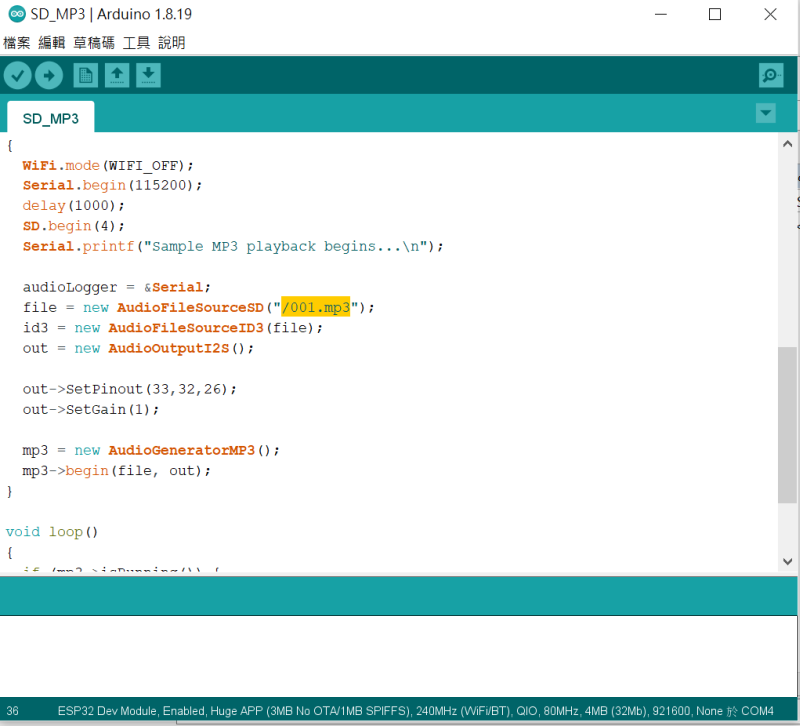 SD_MP3 | Arduino 1.8.19
檔案 編輯 草稿碼 工具 說明
SD_MP3
{
WiFi.mode(WIFI_OFF);
Serial.begin(115200);
delay(1000);
SD.begin(4);
Serial.printf("Sample MP3 playback begins...\n");
audioLogger = &Serial;
file = new AudioFileSourceSD("/001.mp3");
id3 = new AudioFileSourceID3(file);
out = new AudioOutputI2S();
out->SetPinout(33,32,26);
out->SetGain(1);
mp3 = new AudioGeneratorMP3();
mp3->begin(file, out);
}
void loop()
{
if (mp3->isRunning()) {
36 ESP32 Dev Module, Enabled, Huge APP (3MB No OTA/1MB SPIFFS), 240MHz (WiFi/BT), QIO, 80MHz, 4MB (32Mb), 921600, None 於 COM4